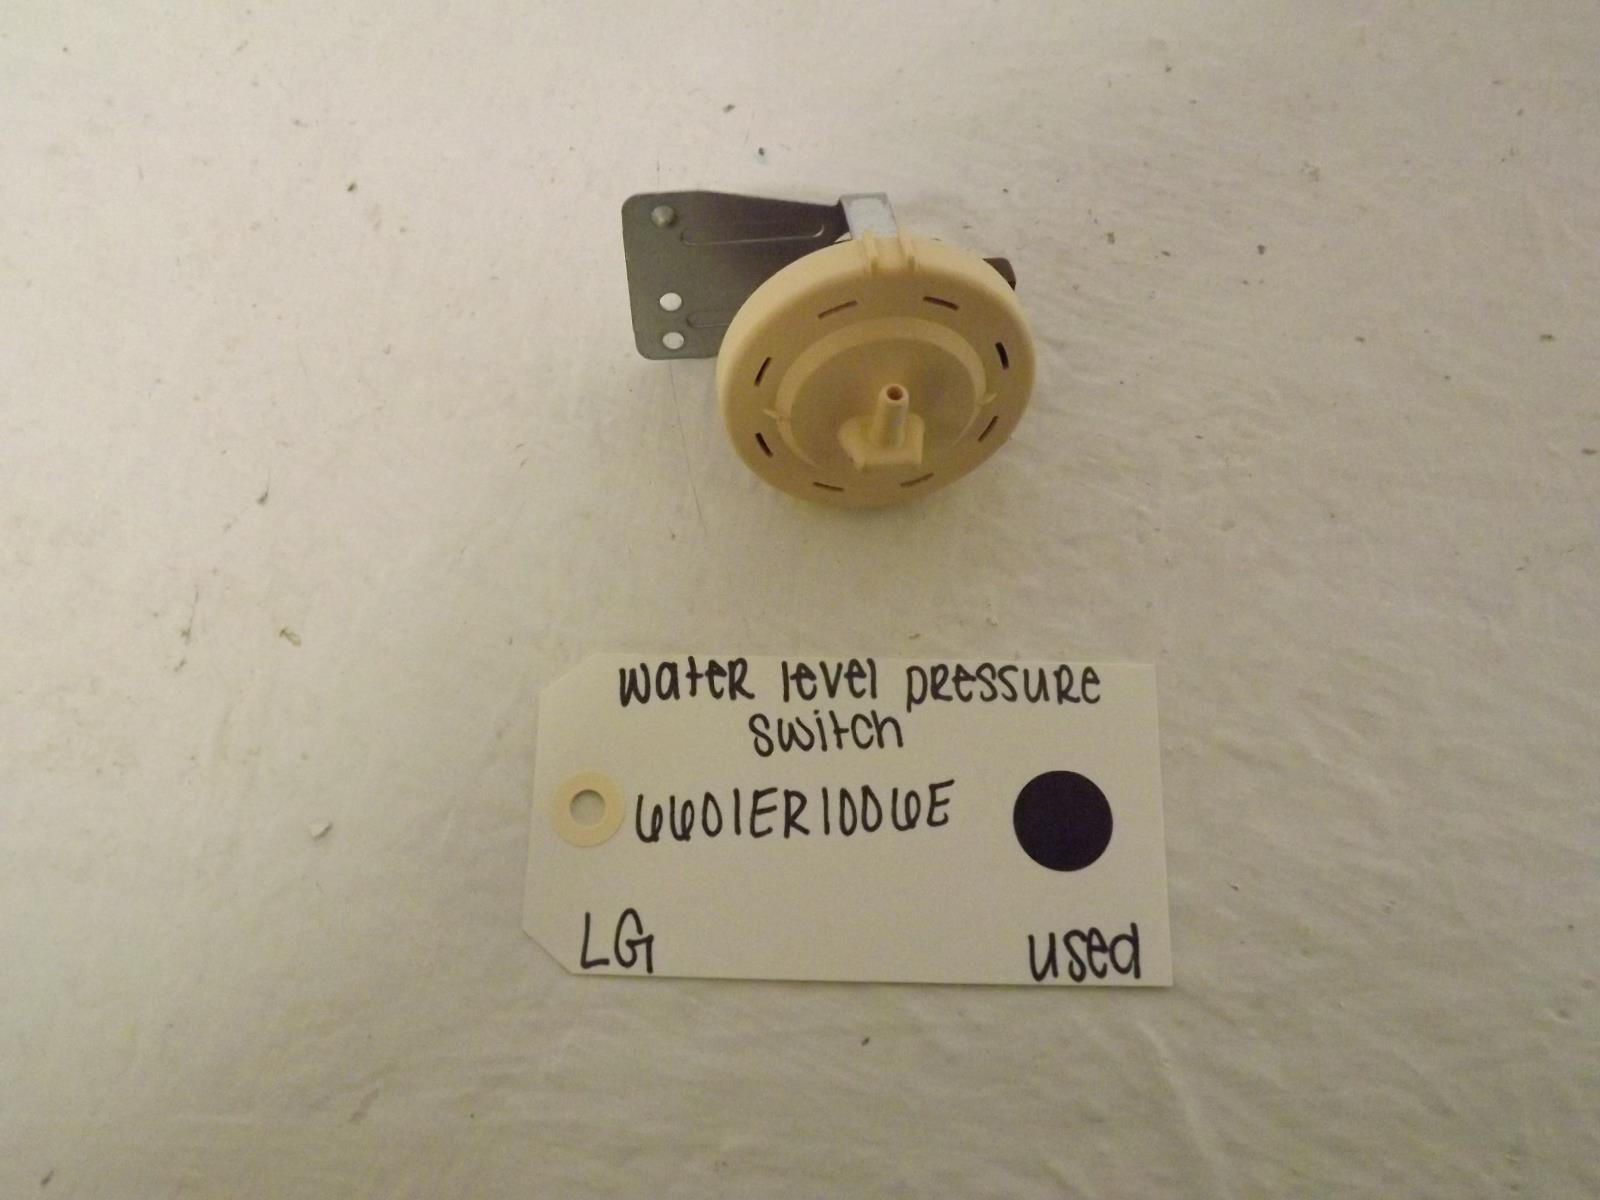 water level pressure
switch
6601ER1006E
LG
used